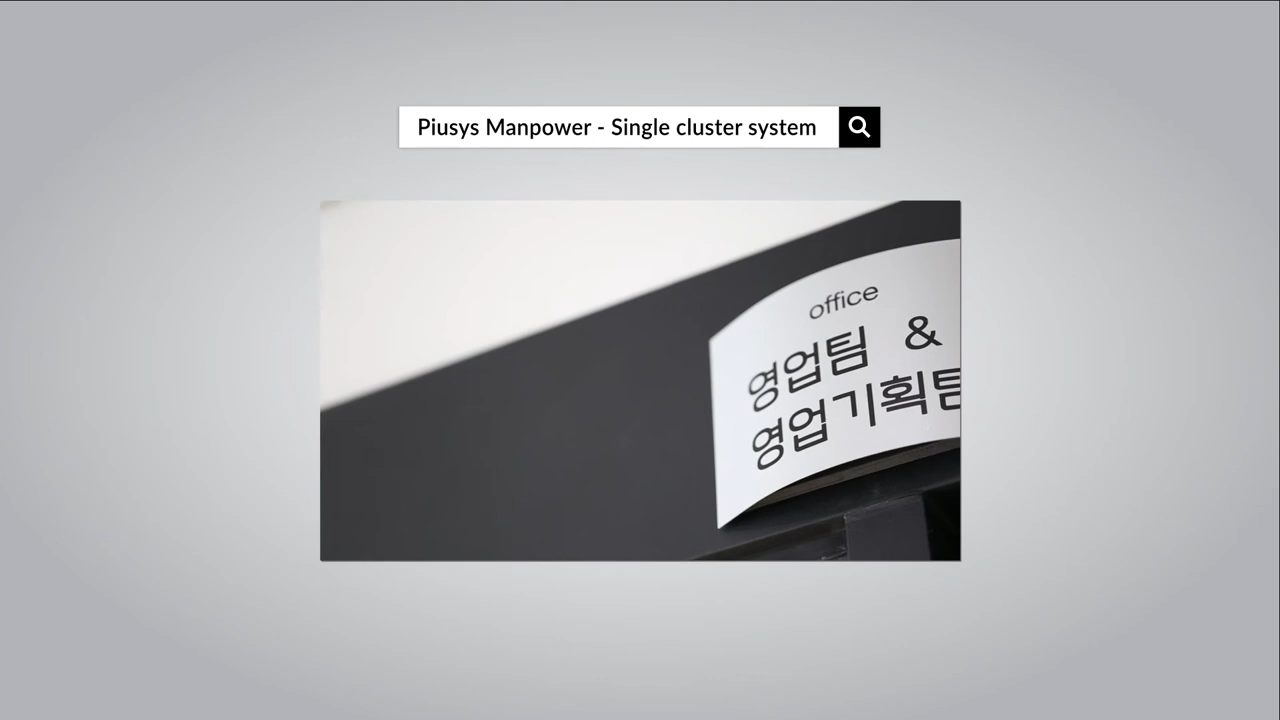 Piusys Manpower - Single cluster system
office
영업팀 &
영업기획팀